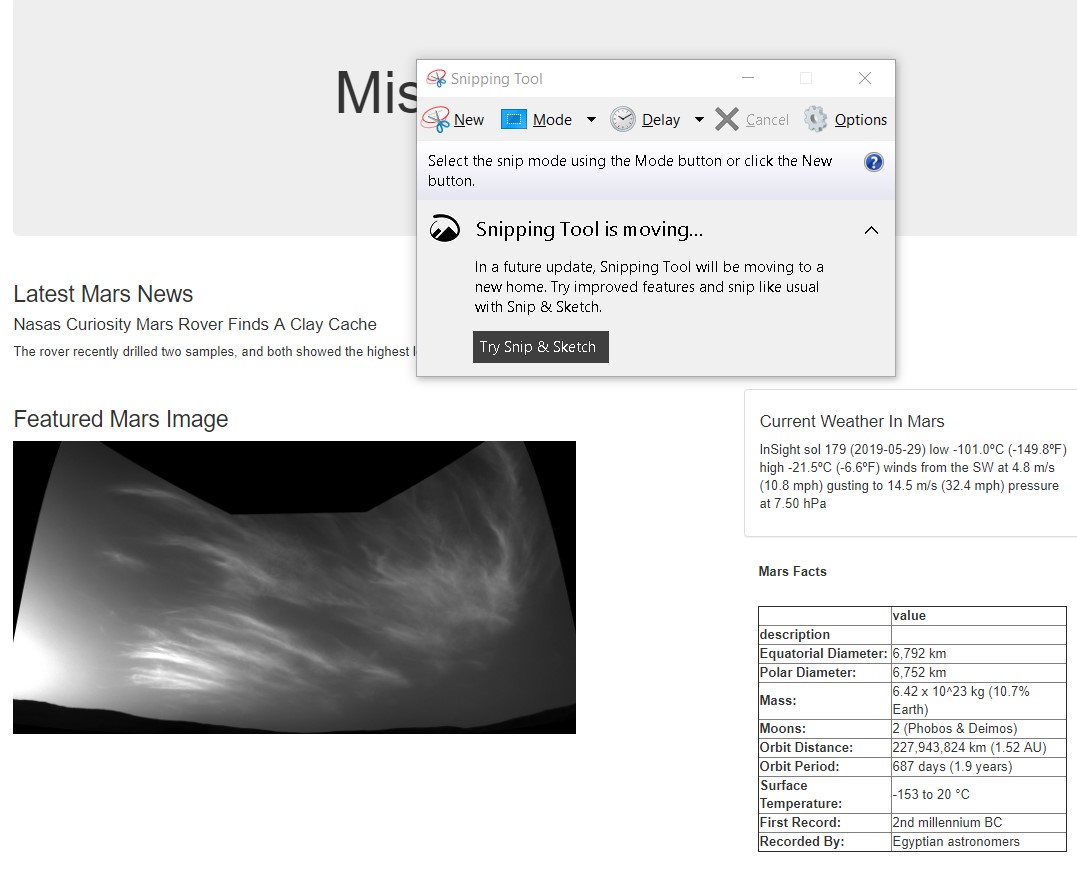 Mis
Snipping Tool
New Mode Delay Cancel Options
Select the snip mode using the Mode button or click the New
button.
Snipping Tool is moving...
In a future update, Snipping Tool will be moving to a
new home. Try improved features and snip like usual
with Snip & Sketch.
Try Snip & Sketch
Latest Mars News
Nasas Curiosity Mars Rover Finds A Clay Cache
The rover recently drilled two samples, and both showed the highest
Featured Mars Image
Current Weather In Mars
InSight sol 179 (2019-05-29) low -101.0ºC (-149.8ºF)
high -21.5ºC (-6.6ºF) winds from the SW at 4.8 m/s
(10.8 mph) gusting to 14.5 m/s (32.4 mph) pressure
at 7.50 hPa
Mars Facts
value
description
Equatorial Diameter: 6,792 km
Polar Diameter: 6,752 km
Mass: 6.42 x 10^23 kg (10.7%
Earth)
Moons: 2 (Phobos & Deimos)
Orbit Distance: 227,943,824 km (1.52 AU)
Orbit Period: 687 days (1.9 years)
Surface
Temperature: -153 to 20 °C
First Record: 2nd millennium BC
Recorded By: Egyptian astronomers